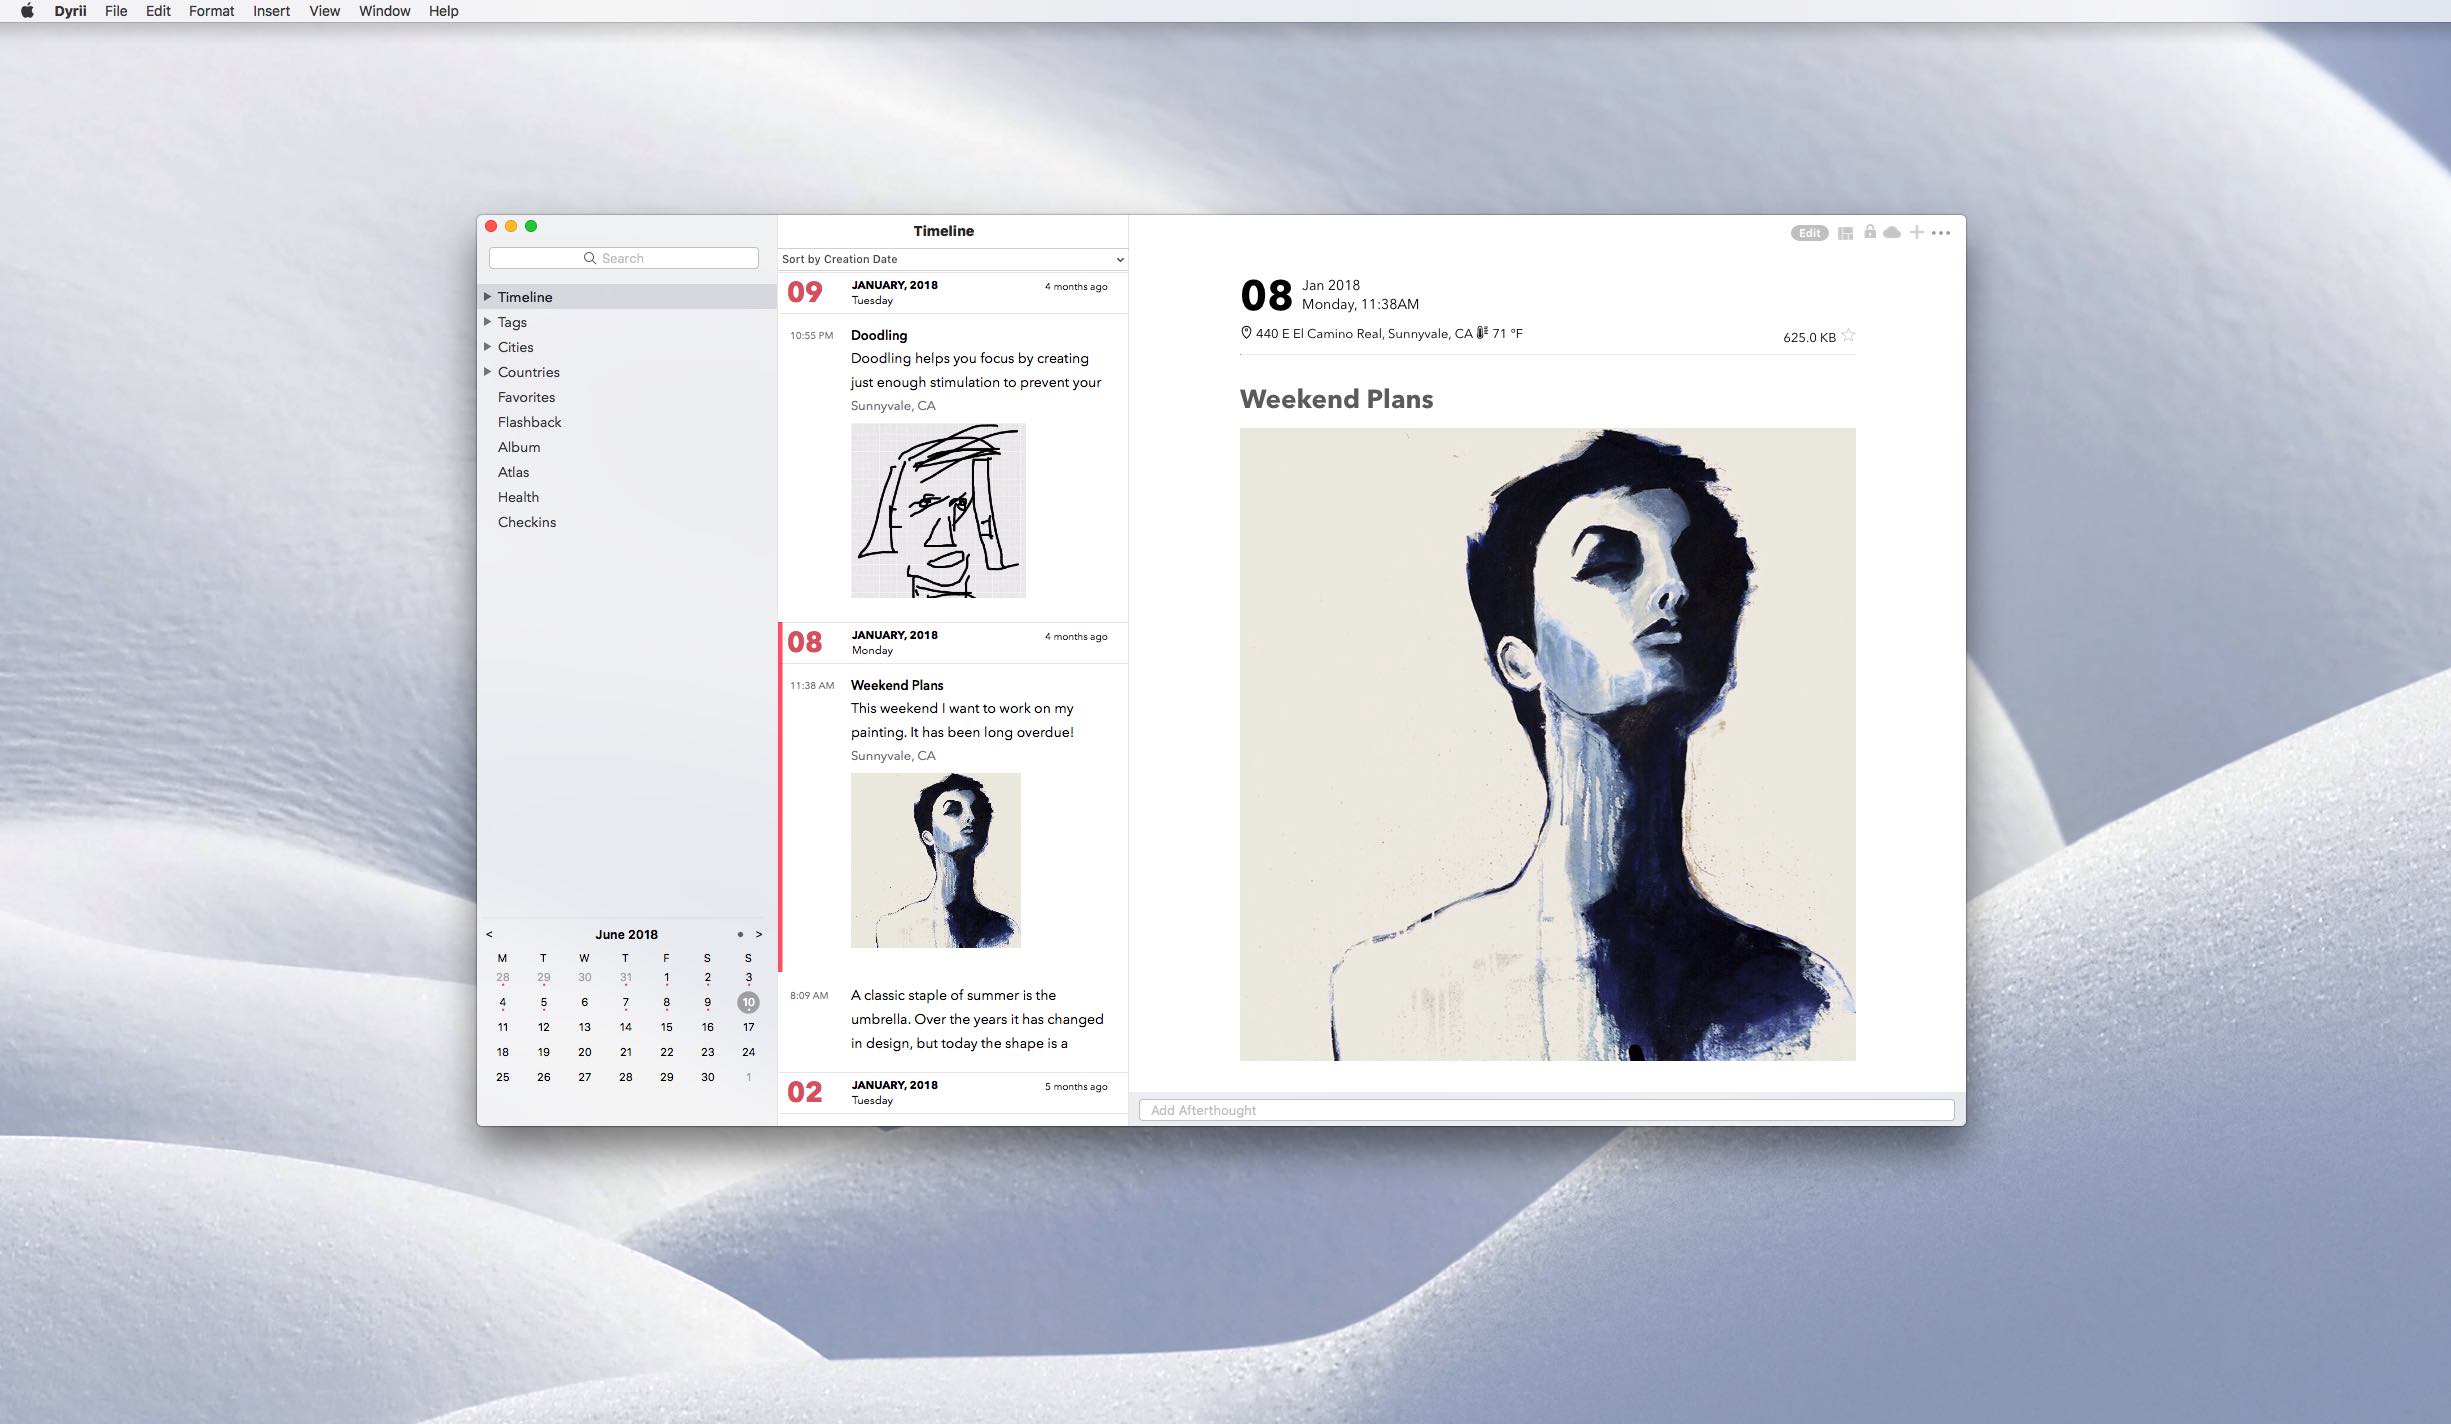 Dyrii File Edit Format Insert View Window Help
Search
Timeline
Tags
Cities
Countries
Favorites
Flashback
Album
Atlas
Health
Checkins
< June 2018 • >
M T W T F S S
28 29 30 31 1 2 3
4 5 6 7 8 9 10
11 12 13 14 15 16 17
18 19 20 21 22 23 24
25 26 27 28 29 30 1
Timeline
Sort by Creation Date
09 JANUARY, 2018 4 months ago
Tuesday
10:55 PM Doodling
Doodling helps you focus by creating
just enough stimulation to prevent your
Sunnyvale, CA
08 JANUARY, 2018 4 months ago
Monday
11:38 AM Weekend Plans
This weekend I want to work on my
painting. It has been long overdue!
Sunnyvale, CA
8:09 AM A classic staple of summer is the
umbrella. Over the years it has changed
in design, but today the shape is a
02 JANUARY, 2018 5 months ago
Tuesday
Edit
08 Jan 2018
Monday, 11:38AM
440 E El Camino Real, Sunnyvale, CA 71 °F
625.0 KB
Weekend Plans
Add Afterthought